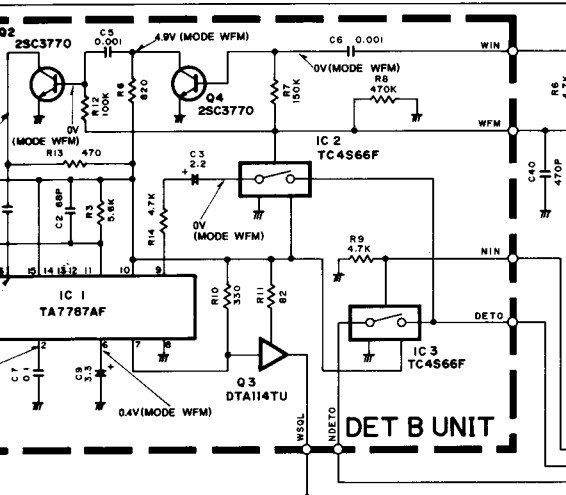 Q2
2SC3770
C5
0.001
4.9V (MODE WFM)
C6 0.001
WIN
0V (MODE WFM)
R8
470K
R12
100K
R6
820
Q4
2SC3770
R7
150K
R6
4.7K
0V
(MODE WFM)
WFM
R13 470
IC 2
TC4S66F
C3
2.2
+
C40
470P
C2 68P
R3
5.6K
R14 4.7K
0V
(MODE WFM)
R9
4.7K
NIN
15 14 13 12 11 10 9
IC 1
TA7787AF
R10
330
R11
82
DETO
2 6 7 8
IC 3
TC4S66F
C7
0.1
C9
3.3
+
Q3
DTA114TU
0.4V (MODE WFM)
WSQL
NDETO
DET B UNIT